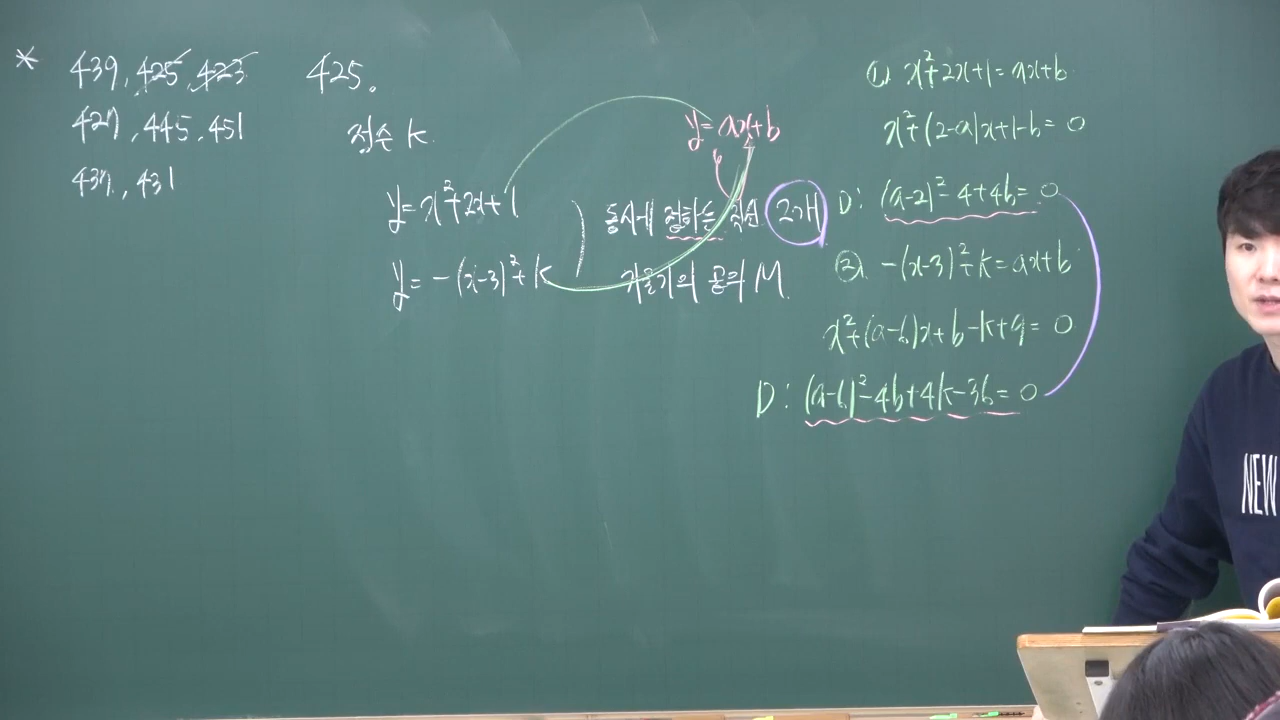 * 439, 425, 423
427, 445, 451
437, 431
425.
정수 k
y=x²+2x+1
y=-(x-3)²+k
y=ax+b
동시에 접하는 직선 2개
기울기의 곱의 M
① x²+2x+1=ax+b
x²+(2-a)x+1-b=0
D: (a-2)²-4+4b=0
② -(x-3)²+k=ax+b
x²+(a-6)x+b-k+9=0
D: (a-6)²-4b+4k-36=0
NEW